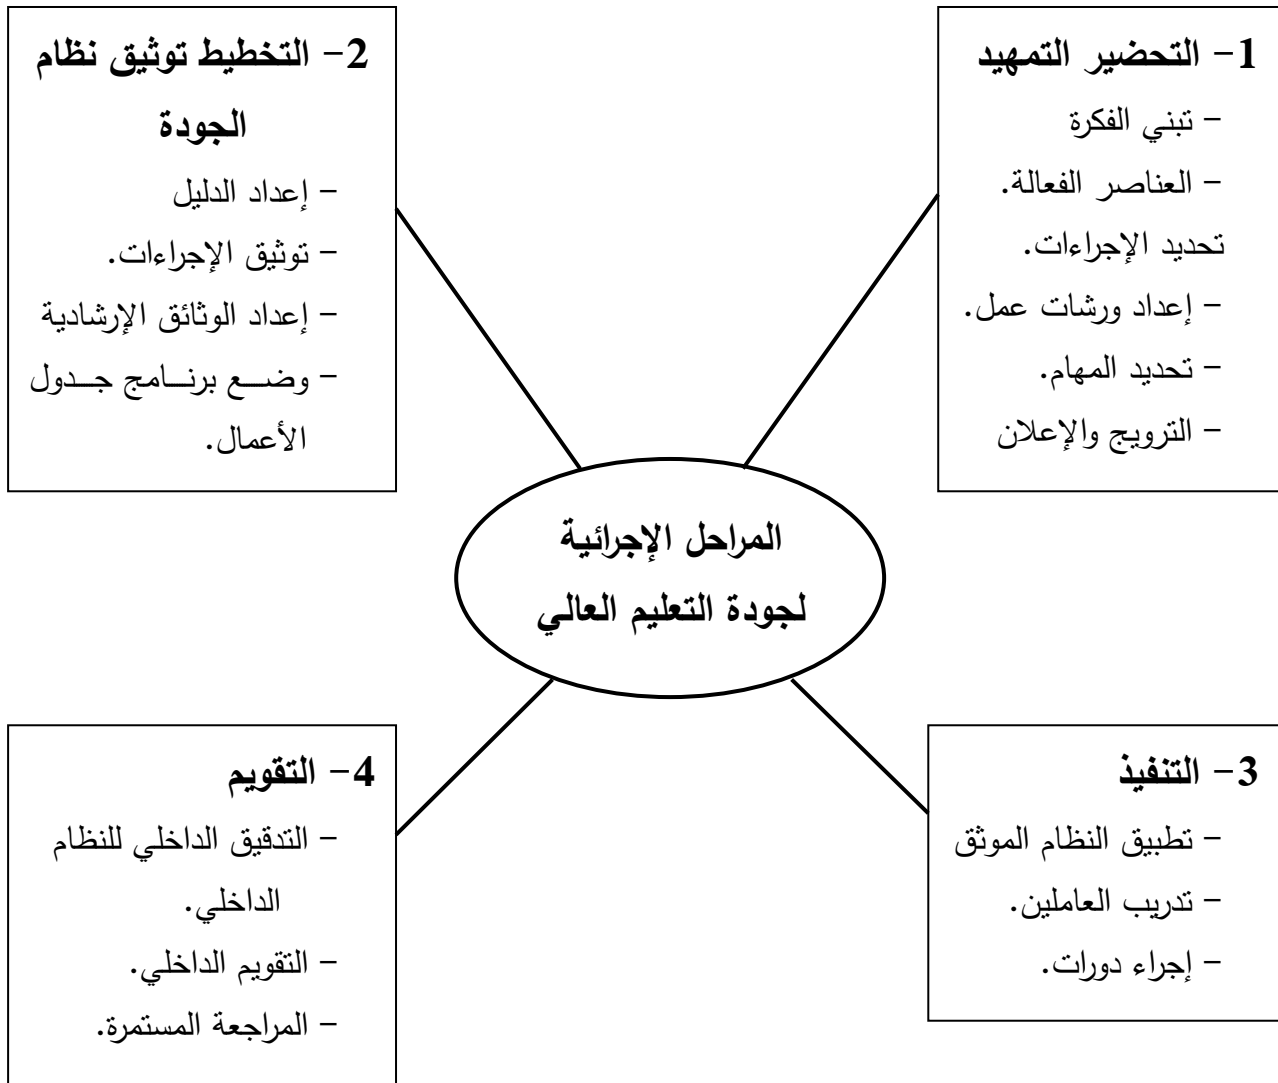 1- التحضير التمهيد
- تبني الفكرة
- العناصر الفعالة.
تحديد الإجراءات.
- إعداد ورشات عمل.
- تحديد المهام.
- الترويج والإعلان
2- التخطيط توثيق نظام
الجودة
- إعداد الدليل
- توثيق الإجراءات.
- إعداد الوثائق الإرشادية
- وضع برنامج جدول
الأعمال.
المراحل الإجرائية
لجودة التعليم العالي
3- التنفيذ
- تطبيق النظام الموثق
- تدريب العاملين.
- إجراء دورات.
4- التقويم
- التدقيق الداخلي للنظام
الداخلي.
- التقويم الداخلي.
- المراجعة المستمرة.